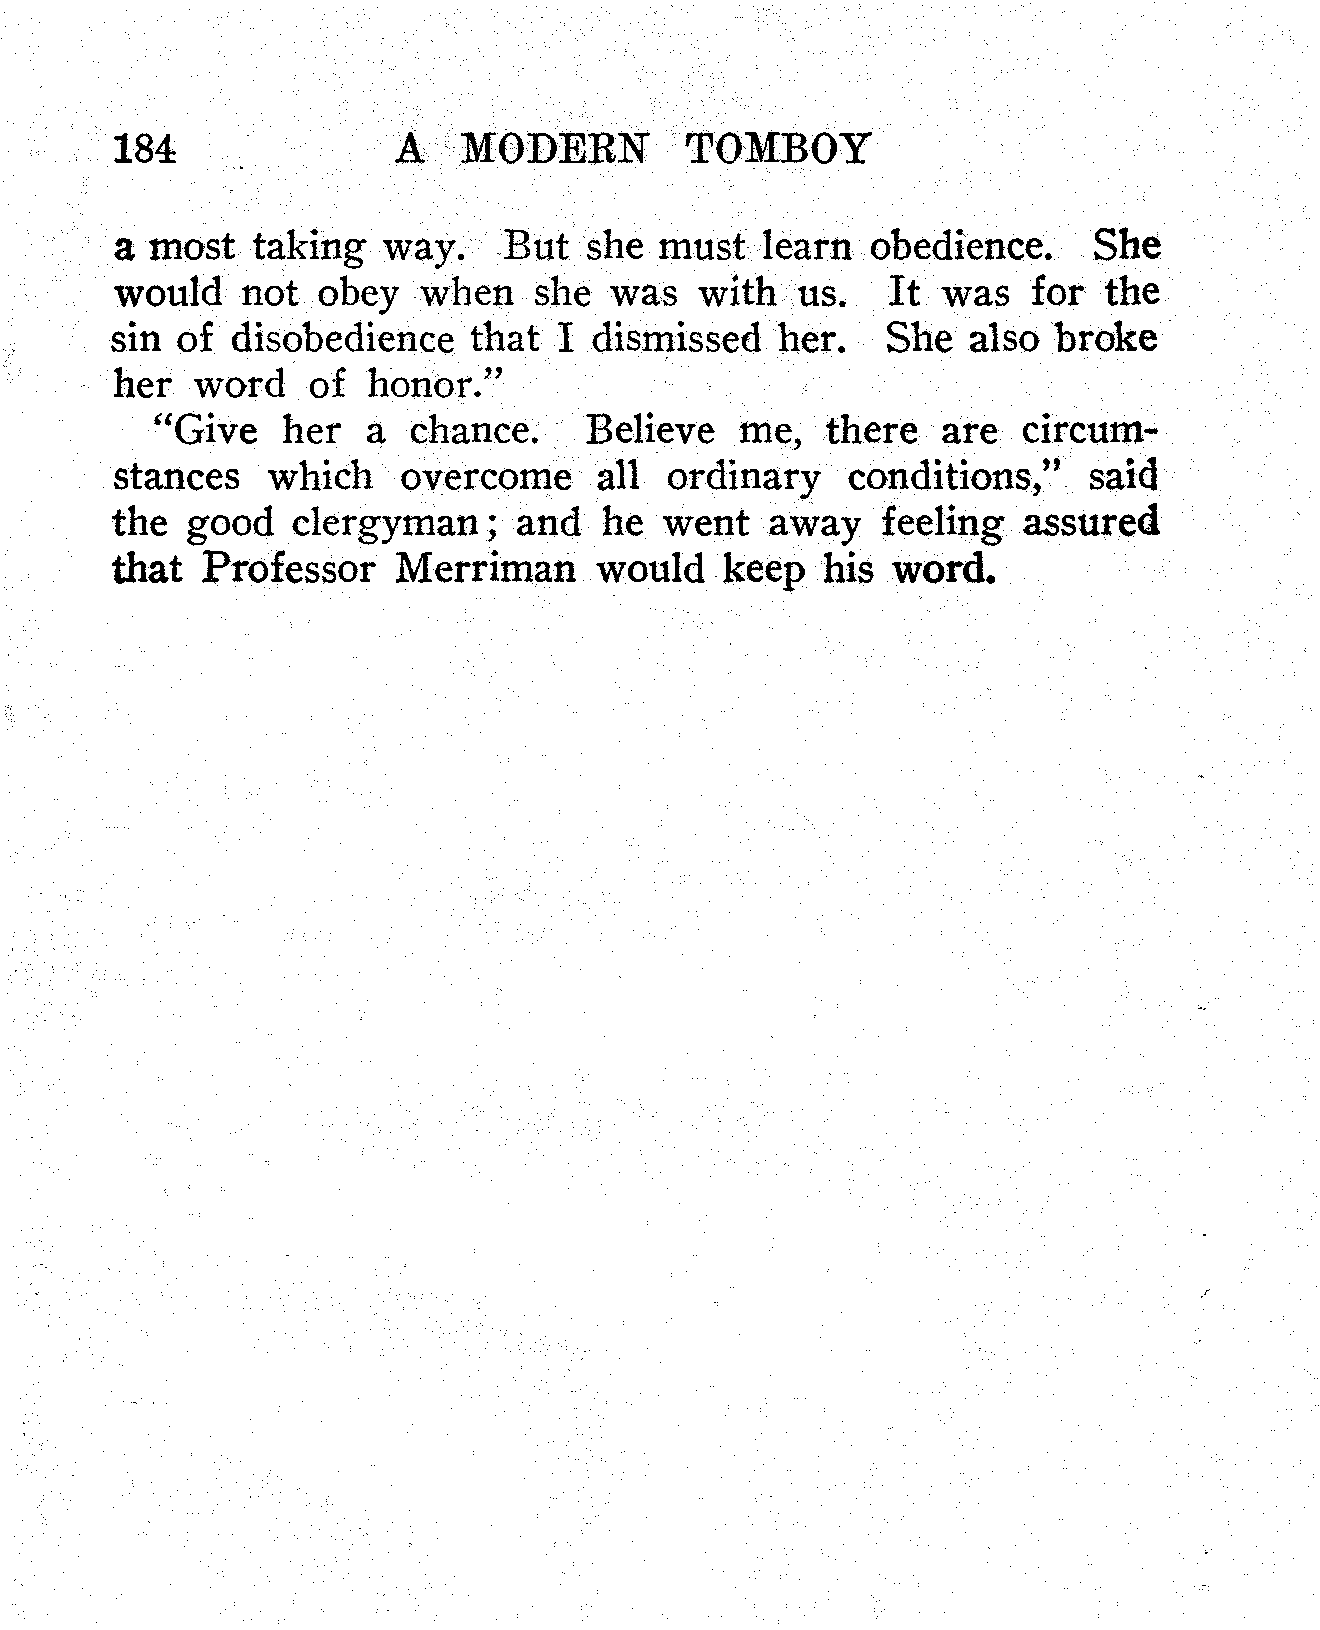 184 A MODERN TOMBOY
a most taking way. But she must learn obedience. She
would not obey when she was with us. It was for the
sin of disobedience that I dismissed her. She also broke
her word of honor.”
“Give her a chance. Believe me, there are circum-
stances which overcome all ordinary conditions,” said
the good clergyman; and he went away feeling assured
that Professor Merriman would keep his word.